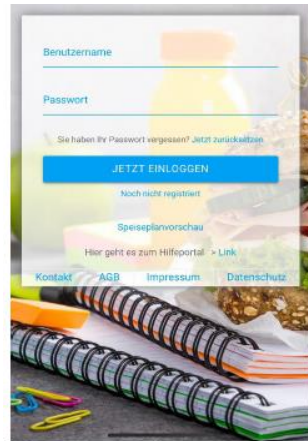 Benutzername
Passwort
Sie haben Ihr Passwort vergessen? Jetzt zurücksetzen
JETZT EINLOGGEN
Noch nicht registriert
Speiseplanvorschau
Hier geht es zum Hilfeportal > Link
Kontakt AGB Impressum Datenschutz